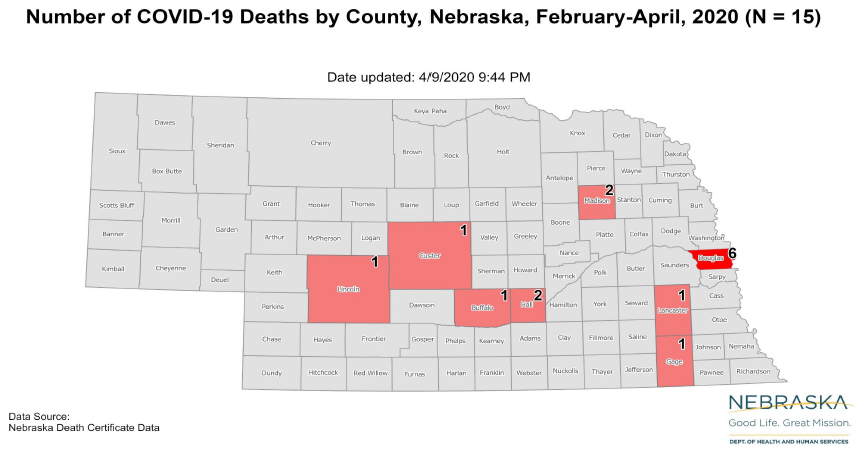 Number of COVID-19 Deaths by County, Nebraska, February-April, 2020 (N = 15)
Date updated: 4/9/2020 9:44 PM
Keya Paha
Boyd
Dawes
Sioux
Sheridan
Cherry
Box Butte
Brown
Rock
Holt
Knox
Cedar
Dixon
Dakota
Antelope
Pierce
Wayne
Thurston
Scotts Bluff
Morrill
Garden
Grant
Hooker
Thomas
Blaine
Loup
Garfield
Wheeler
2
Madison
Stanton
Cuming
Burt
Banner
Arthur
McPherson
Logan
1
Custer
Valley
Greeley
Boone
Platte
Colfax
Dodge
Washington
Kimball
Cheyenne
Deuel
Keith
1
Lincoln
Sherman
Howard
Nance
Merrick
Polk
Butler
Saunders
6
Douglas
Sarpy
Perkins
Dawson
1
Buffalo
2
Hall
Hamilton
York
Seward
1
Lancaster
Cass
Otoe
Chase
Hayes
Frontier
Gosper
Phelps
Kearney
Adams
Clay
Fillmore
Saline
1
Gage
Johnson
Nemaha
Dundy
Hitchcock
Red Willow
Furnas
Harlan
Franklin
Webster
Nuckolls
Thayer
Jefferson
Pawnee
Richardson
Data Source:
Nebraska Death Certificate Data
NEBRASKA
Good Life. Great Mission.
DEPT. OF HEALTH AND HUMAN SERVICES